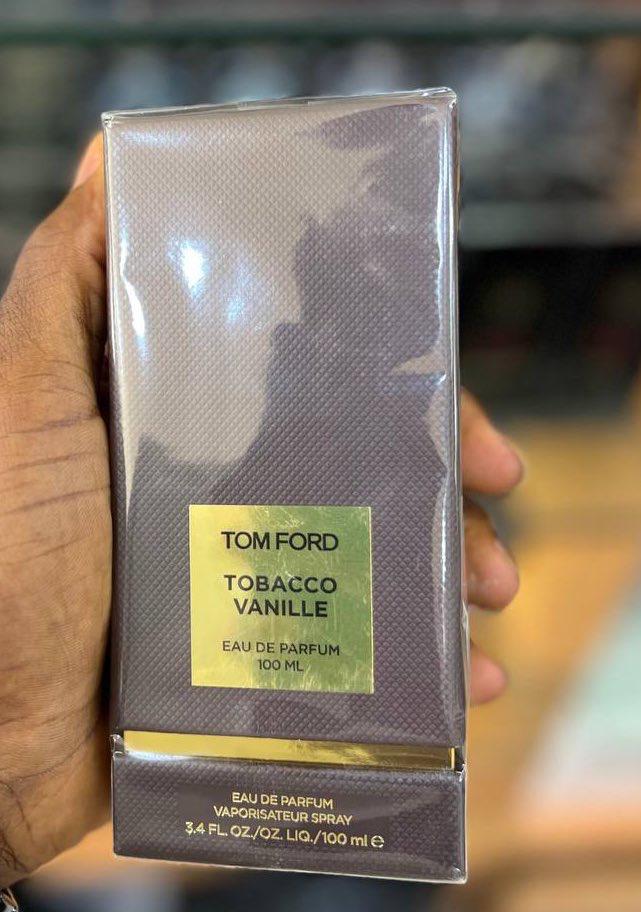 TOM FORD
TOBACCO
VANILLE
EAU DE PARFUM
100 ML
EAU DE PARFUM
VAPORISATEUR SPRAY
3.4 FL. OZ./OZ. LIQ./100 ml ℮